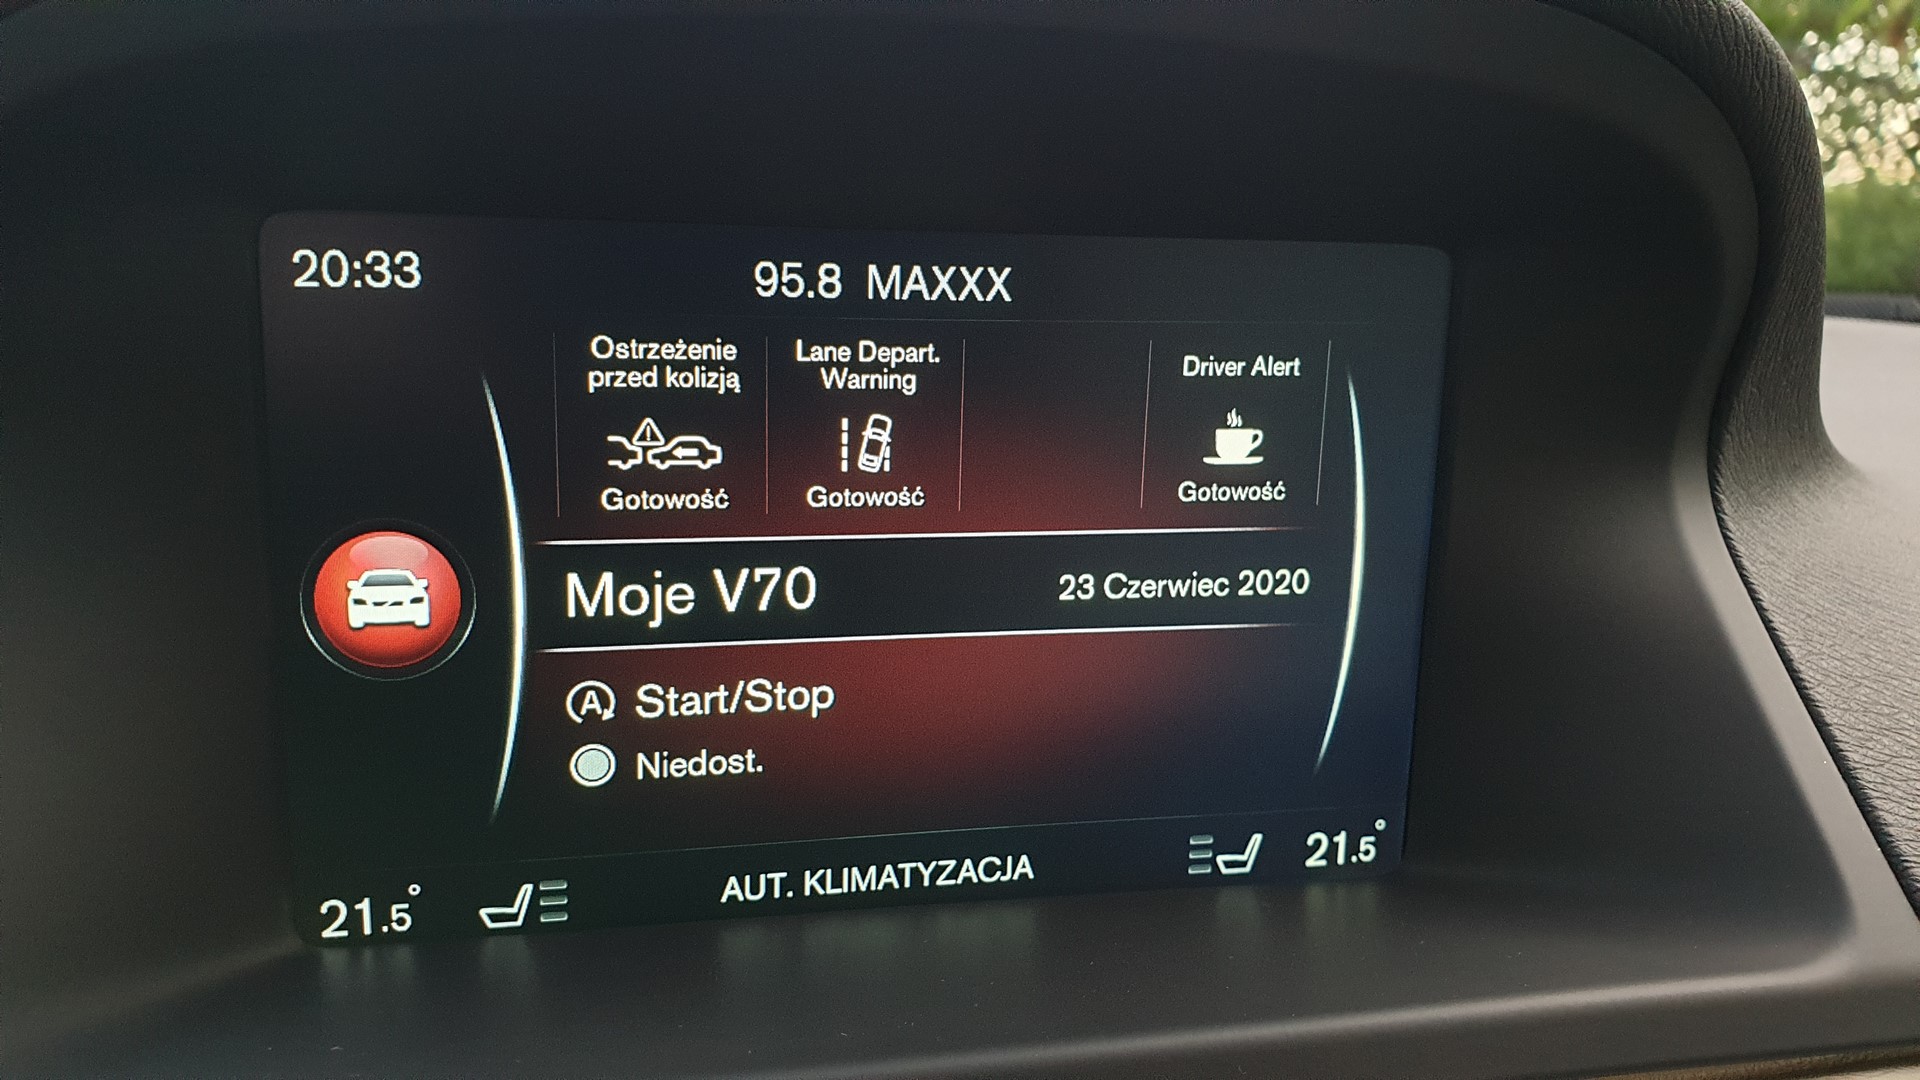 20:33
95.8 MAXXX
Ostrzeżenie
przed kolizją
Gotowość
Lane Depart.
Warning
Gotowość
Driver Alert
Gotowość
Moje V70
23 Czerwiec 2020
A Start/Stop
Niedost.
21.5°
AUT. KLIMATYZACJA
21.5°